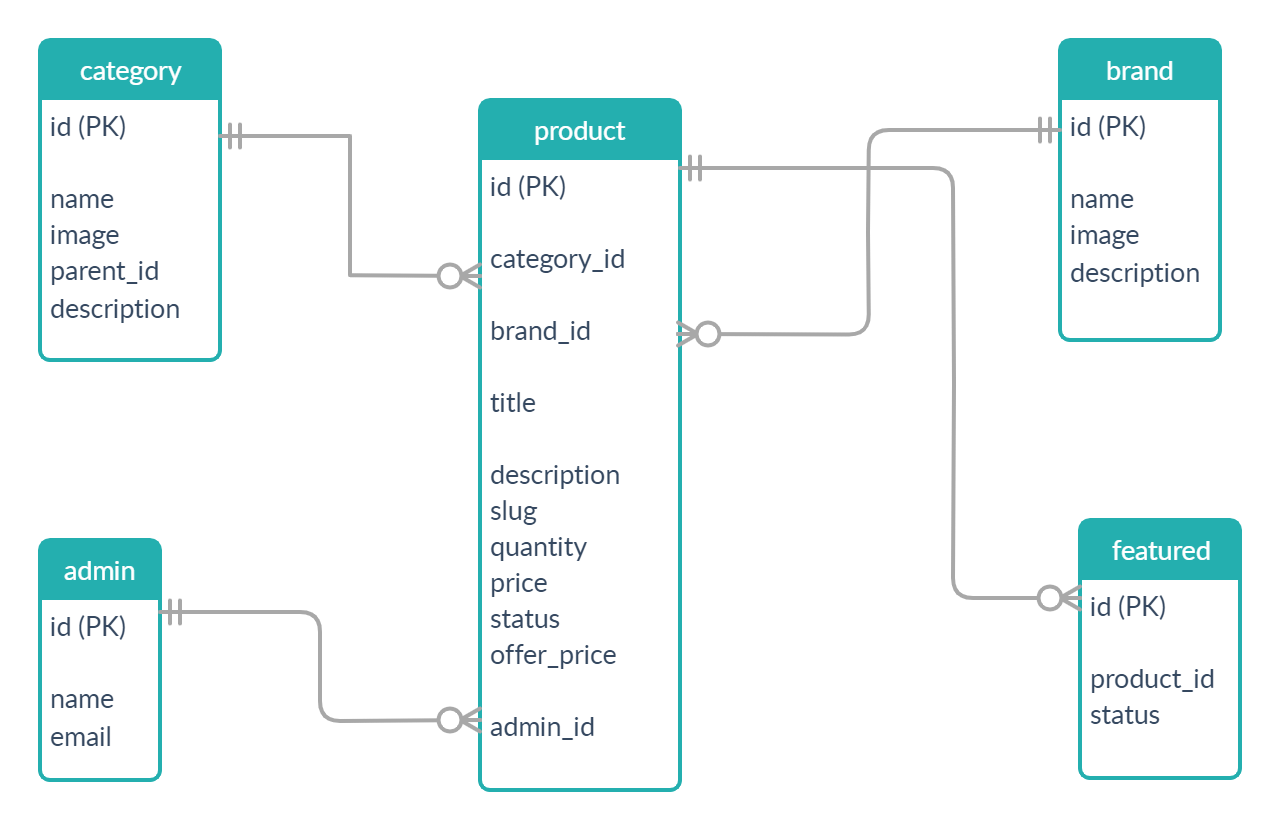 category
id (PK)
name
image
parent_id
description
product
id (PK)
category_id
brand_id
title
description
slug
quantity
price
status
offer_price
admin_id
brand
id (PK)
name
image
description
admin
id (PK)
name
email
featured
id (PK)
product_id
status